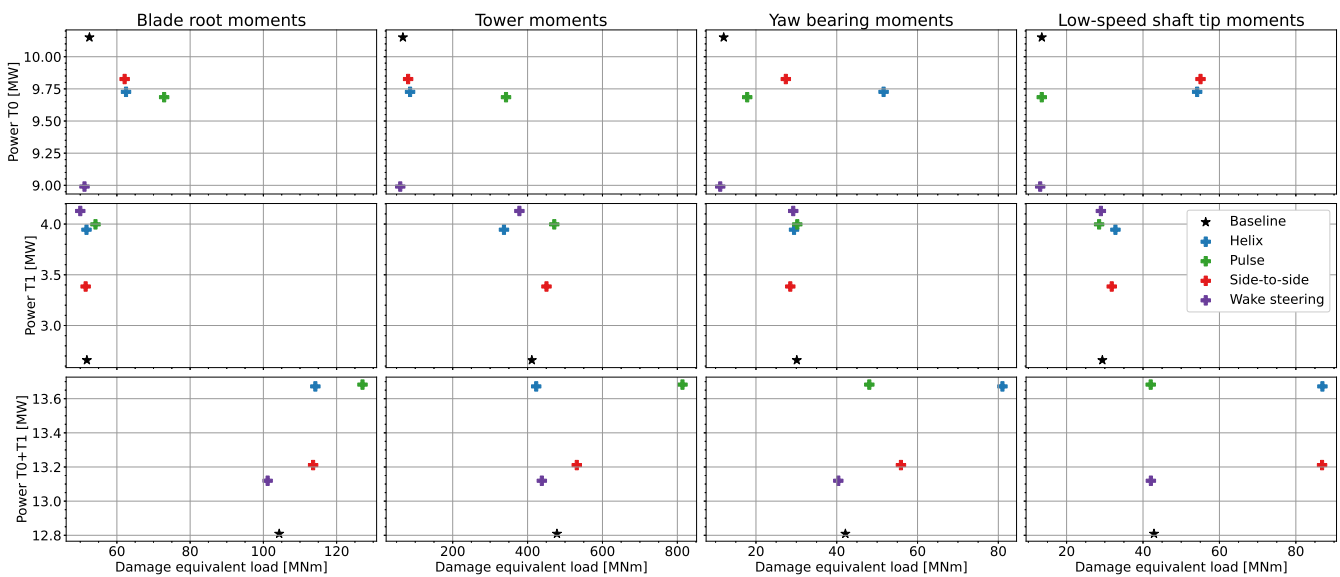 Blade root moments
Tower moments
Yaw bearing moments
Low-speed shaft tip moments
Power T0 [MW]
10.00
9.75
9.50
9.25
9.00
Power T1 [MW]
4.0
3.5
3.0
Baseline
Helix
Pulse
Side-to-side
Wake steering
Power T0+T1 [MW]
13.6
13.4
13.2
13.0
12.8
60 80 100 120
200 400 600 800
20 40 60 80
20 40 60 80
Damage equivalent load [MNm]
Damage equivalent load [MNm]
Damage equivalent load [MNm]
Damage equivalent load [MNm]